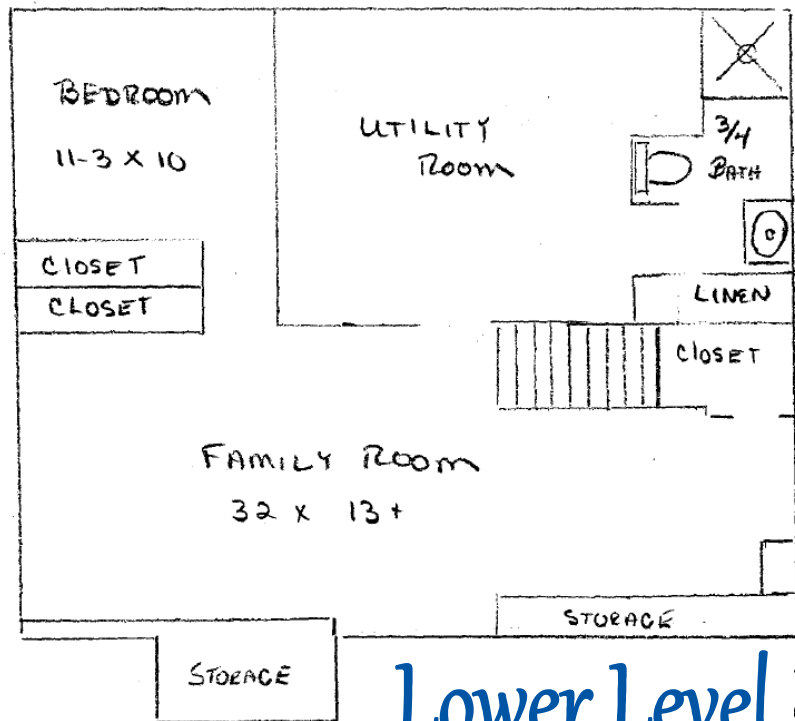 BEDROOM
11-3 X 10
UTILITY
ROOM
3/4
BATH
CLOSET
CLOSET
LINEN
CLOSET
FAMILY ROOM
32 x 13+
STORAGE
STORAGE
Lower Level